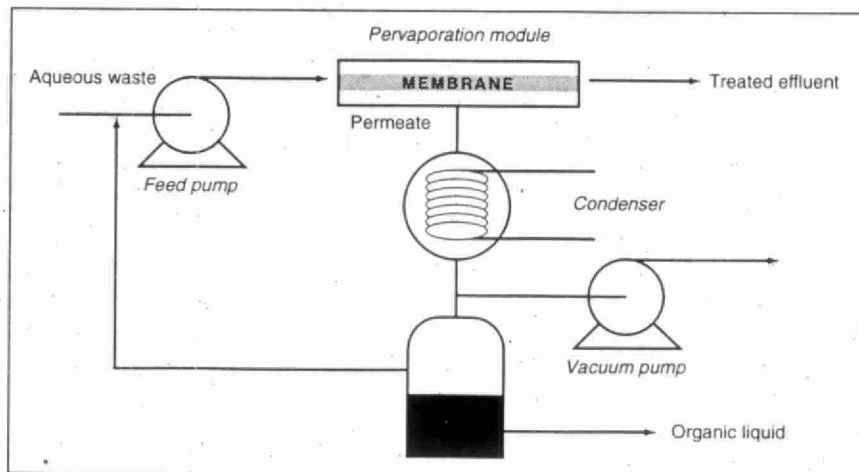 Pervaporation module
Aqueous waste
MEMBRANE
Treated effluent
Permeate
Feed pump
Condenser
Vacuum pump
Organic liquid